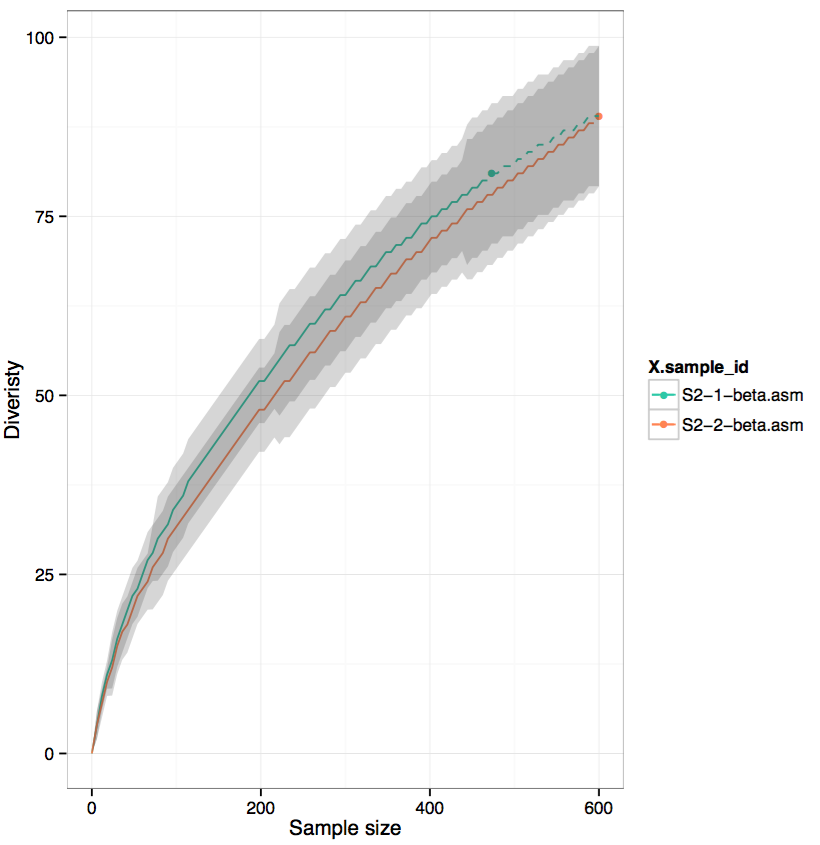 100
75
50
25
0
Diveristy
0 200 400 600
Sample size
X.sample_id
S2-1-beta.asm
S2-2-beta.asm